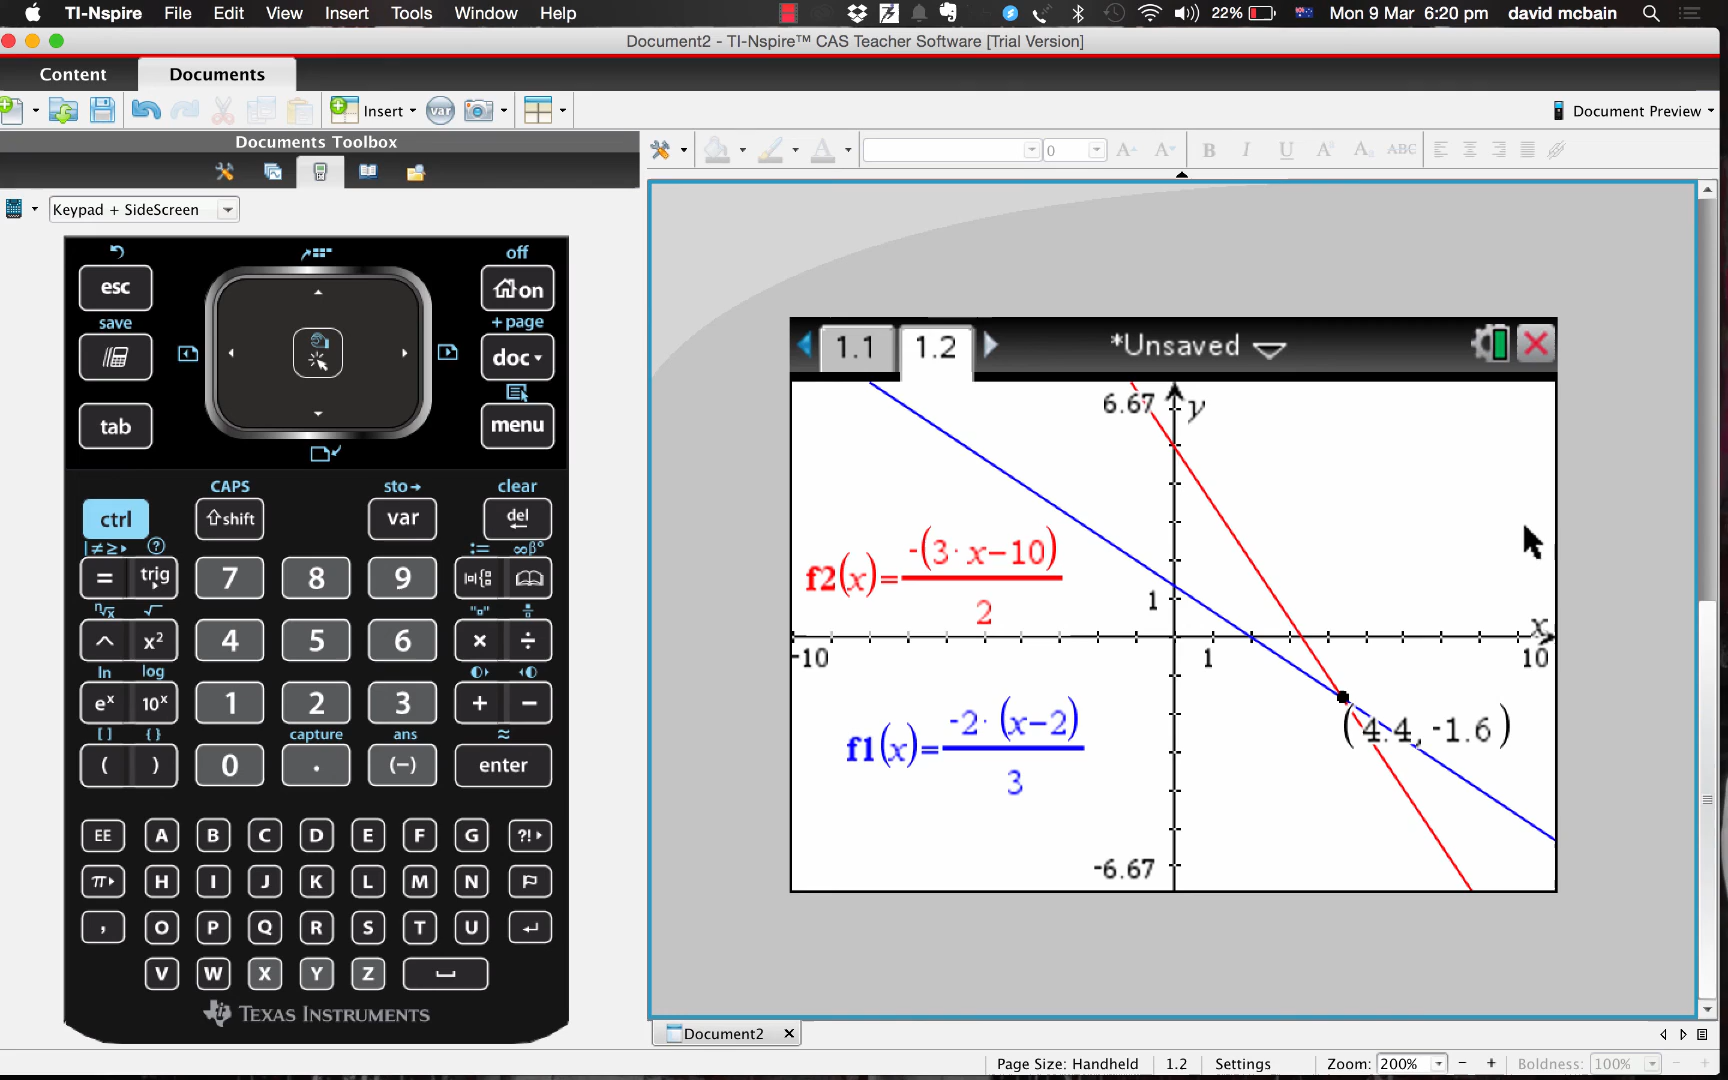 TI-Nspire File Edit View Insert Tools Window Help 22% Mon 9 Mar 6:20 pm david mcbain
Document2 - TI-Nspire™ CAS Teacher Software [Trial Version]
Content Documents
Insert var Document Preview
Documents Toolbox
0 A A B I U A A ABC
Keypad + SideScreen
off
esc on
save + page
doc
tab menu
CAPS sto→ clear
ctrl ⇧shift var del
|≠≥▸ ? := ∞β°
= trig 7 8 9
ⁿ√x √ "▫"
^ x² 4 5 6 × ÷
ln log
eˣ 10ˣ 1 2 3 + −
[ ] { } capture ans ≈
( ) 0 . (−) enter
EE A B C D E F G ?!▸
π▸ H I J K L M N
, O P Q R S T U
V W X Y Z
TEXAS INSTRUMENTS
1.1 1.2 *Unsaved
6.67 y
f2(x)=-(3·x−10)/2
1 x
-10 1 10
f1(x)=-2·(x−2)/3
(4.4, -1.6)
-6.67
Document2
Page Size: Handheld 1.2 Settings Zoom: 200% − + Boldness: 100% − +